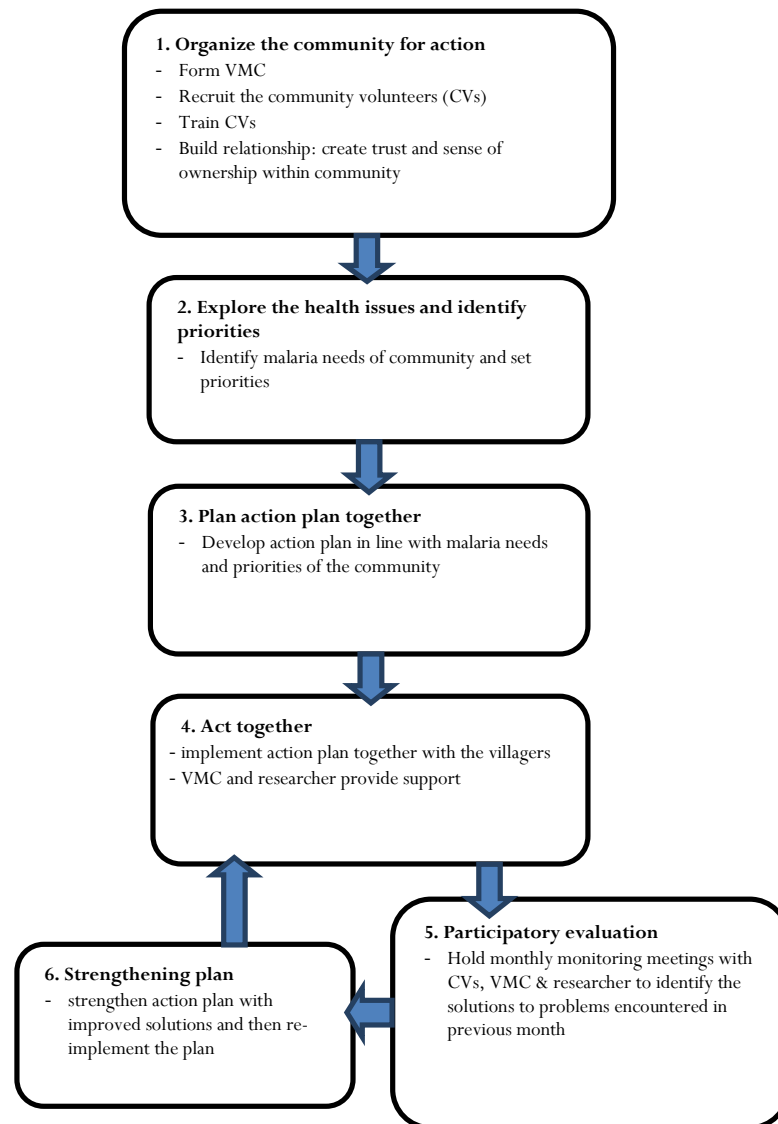 1. Organize the community for action
- Form VMC
- Recruit the community volunteers (CVs)
- Train CVs
- Build relationship: create trust and sense of
ownership within community
2. Explore the health issues and identify
priorities
- Identify malaria needs of community and set
priorities
3. Plan action plan together
- Develop action plan in line with malaria needs
and priorities of the community
4. Act together
- implement action plan together with the villagers
- VMC and researcher provide support
5. Participatory evaluation
- Hold monthly monitoring meetings with
CVs, VMC & researcher to identify the
solutions to problems encountered in
previous month
6. Strengthening plan
- strengthen action plan with
improved solutions and then re-
implement the plan